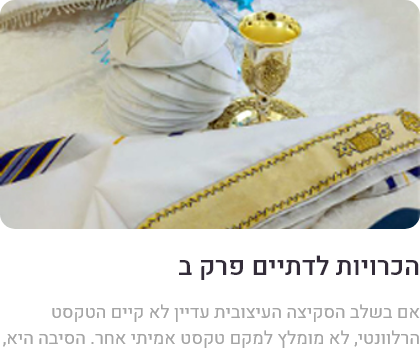 הכרויות לדתיים פרק ב
אם בשלב הסקיצה העיצובית עדיין לא קיים הטקסט
הרלוונטי, לא מומלץ למקם טקסט אמיתי אחר. הסיבה היא,